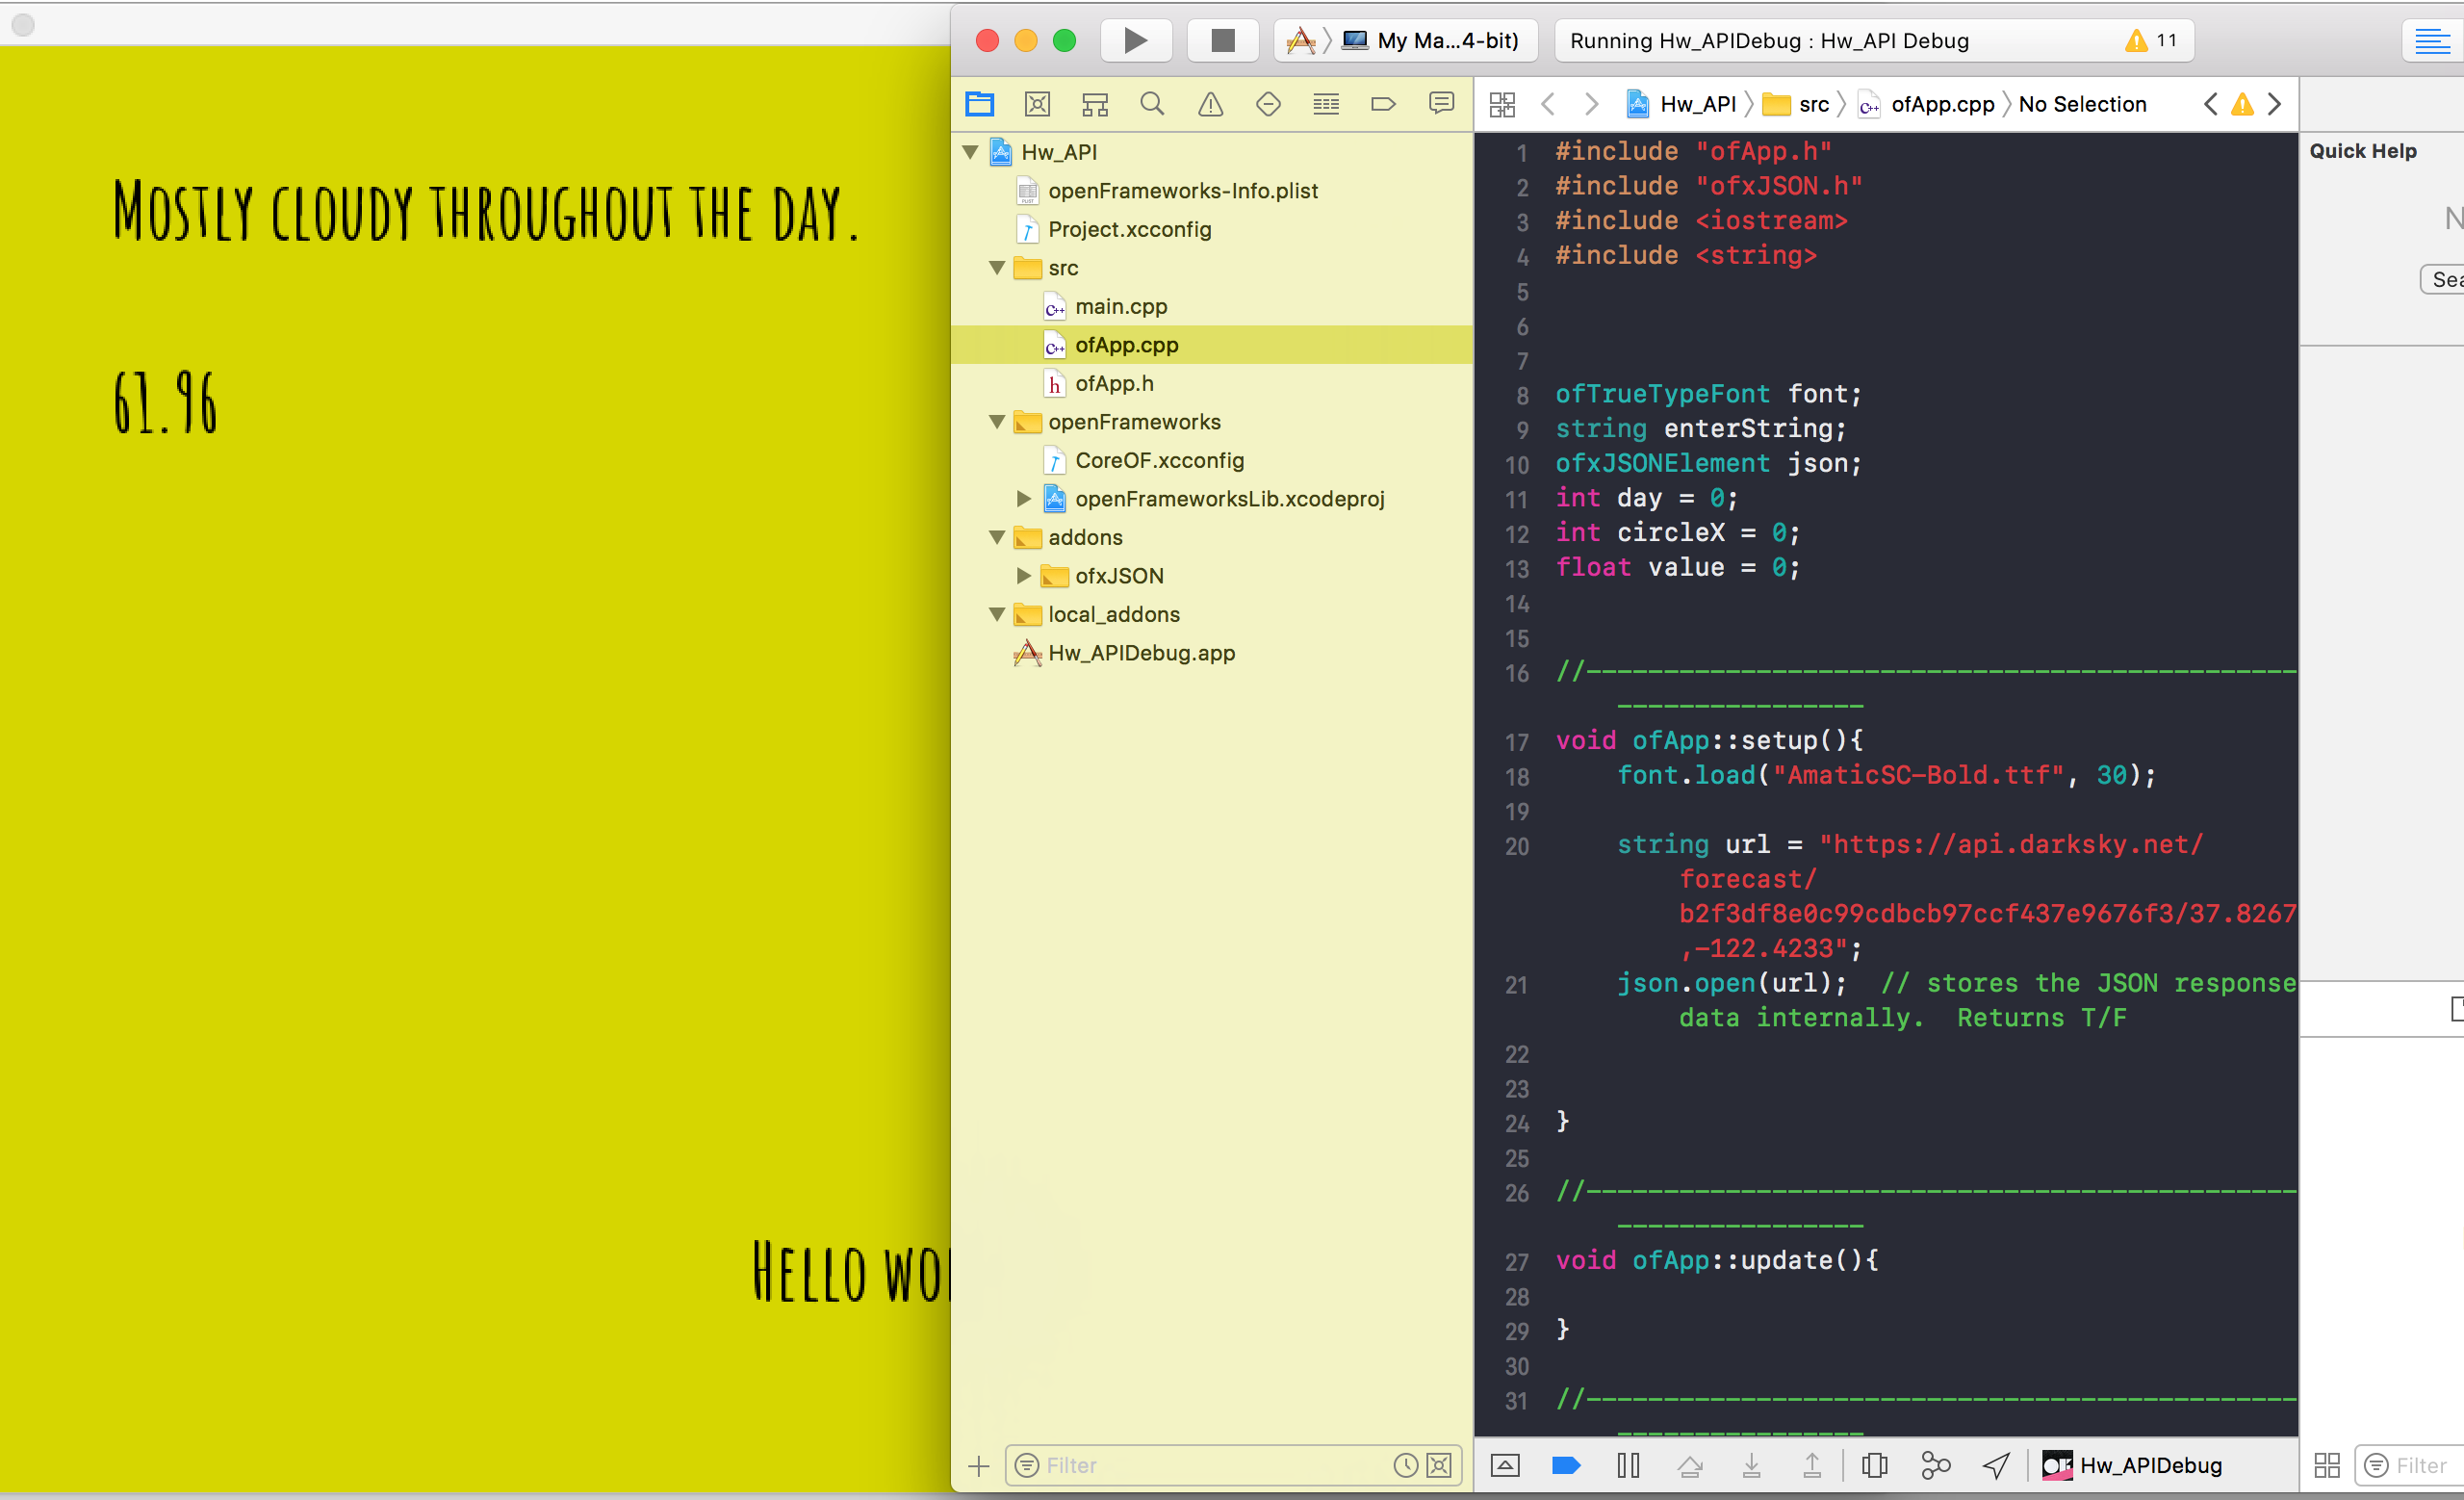 Mostly cloudy throughout the day.
61.96
Hello wor
My Ma...4-bit)
Running Hw_APIDebug : Hw_API Debug
11
Hw_API
openFrameworks-Info.plist
Project.xcconfig
src
main.cpp
ofApp.cpp
ofApp.h
openFrameworks
CoreOF.xcconfig
openFrameworksLib.xcodeproj
addons
ofxJSON
local_addons
Hw_APIDebug.app
Filter
Hw_API src ofApp.cpp No Selection
1 #include "ofApp.h"
2 #include "ofxJSON.h"
3 #include <iostream>
4 #include <string>
5
6
7
8 ofTrueTypeFont font;
9 string enterString;
10 ofxJSONElement json;
11 int day = 0;
12 int circleX = 0;
13 float value = 0;
14
15
16 //----------------------------------------------
----------------
17 void ofApp::setup(){
18 font.load("AmaticSC-Bold.ttf", 30);
19
20 string url = "https://api.darksky.net/
forecast/
b2f3df8e0c99cdbcb97ccf437e9676f3/37.8267
,-122.4233";
21 json.open(url);  // stores the JSON response
data internally.  Returns T/F
22
23
24 }
25
26 //----------------------------------------------
----------------
27 void ofApp::update(){
28
29 }
30
31 //----------------------------------------------
----------------
Hw_APIDebug
Quick Help
N
Sea
Filter